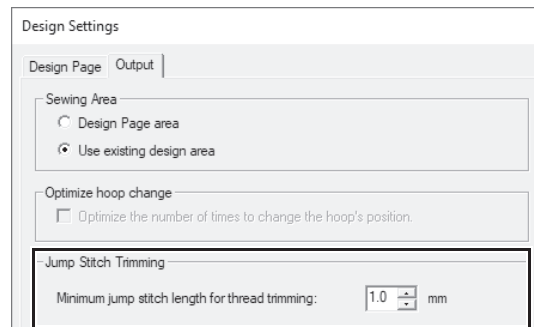 Design Settings
Design Page Output
Sewing Area
Design Page area
Use existing design area
Optimize hoop change
Optimize the number of times to change the hoop's position.
Jump Stitch Trimming
Minimum jump stitch length for thread trimming: 1.0 mm